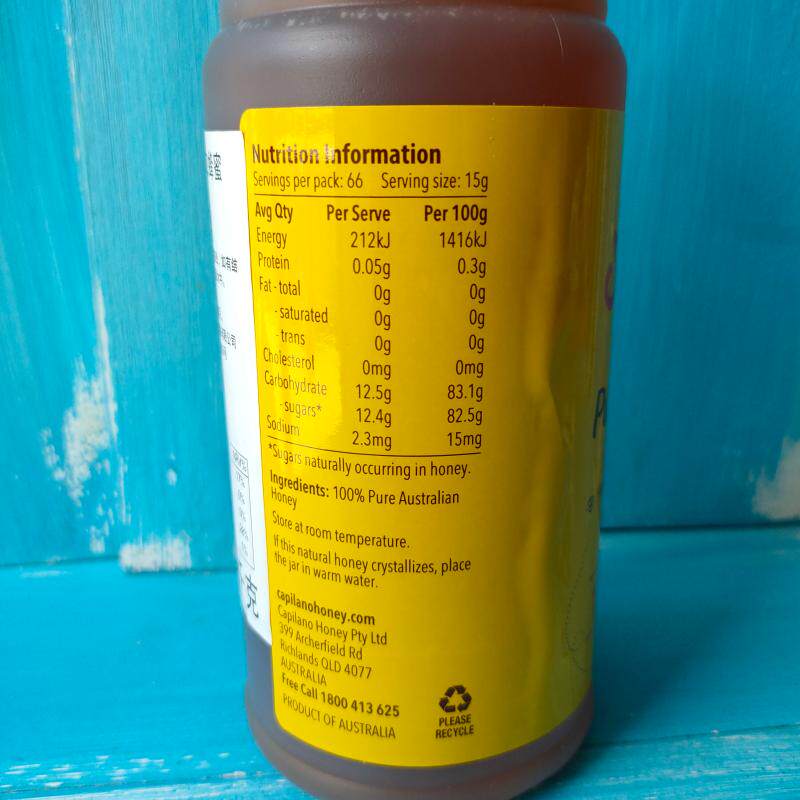 Nutrition Information
Servings per pack: 66 Serving size: 15g
Avg Qty Per Serve Per 100g
Energy 212kJ 1416kJ
Protein 0.05g 0.3g
Fat - total 0g 0g
- saturated 0g 0g
- trans 0g 0g
Cholesterol 0mg 0mg
Carbohydrate 12.5g 83.1g
- sugars* 12.4g 82.5g
Sodium 2.3mg 15mg
*Sugars naturally occurring in honey.
Ingredients: 100% Pure Australian
Honey
Store at room temperature.
If this natural honey crystallizes, place
the jar in warm water.
capilanohoney.com
Capilano Honey Pty Ltd
399 Archerfield Rd
Richlands QLD 4077
AUSTRALIA
Free Call 1800 413 625
PRODUCT OF AUSTRALIA
PLEASE
RECYCLE
蜜
克